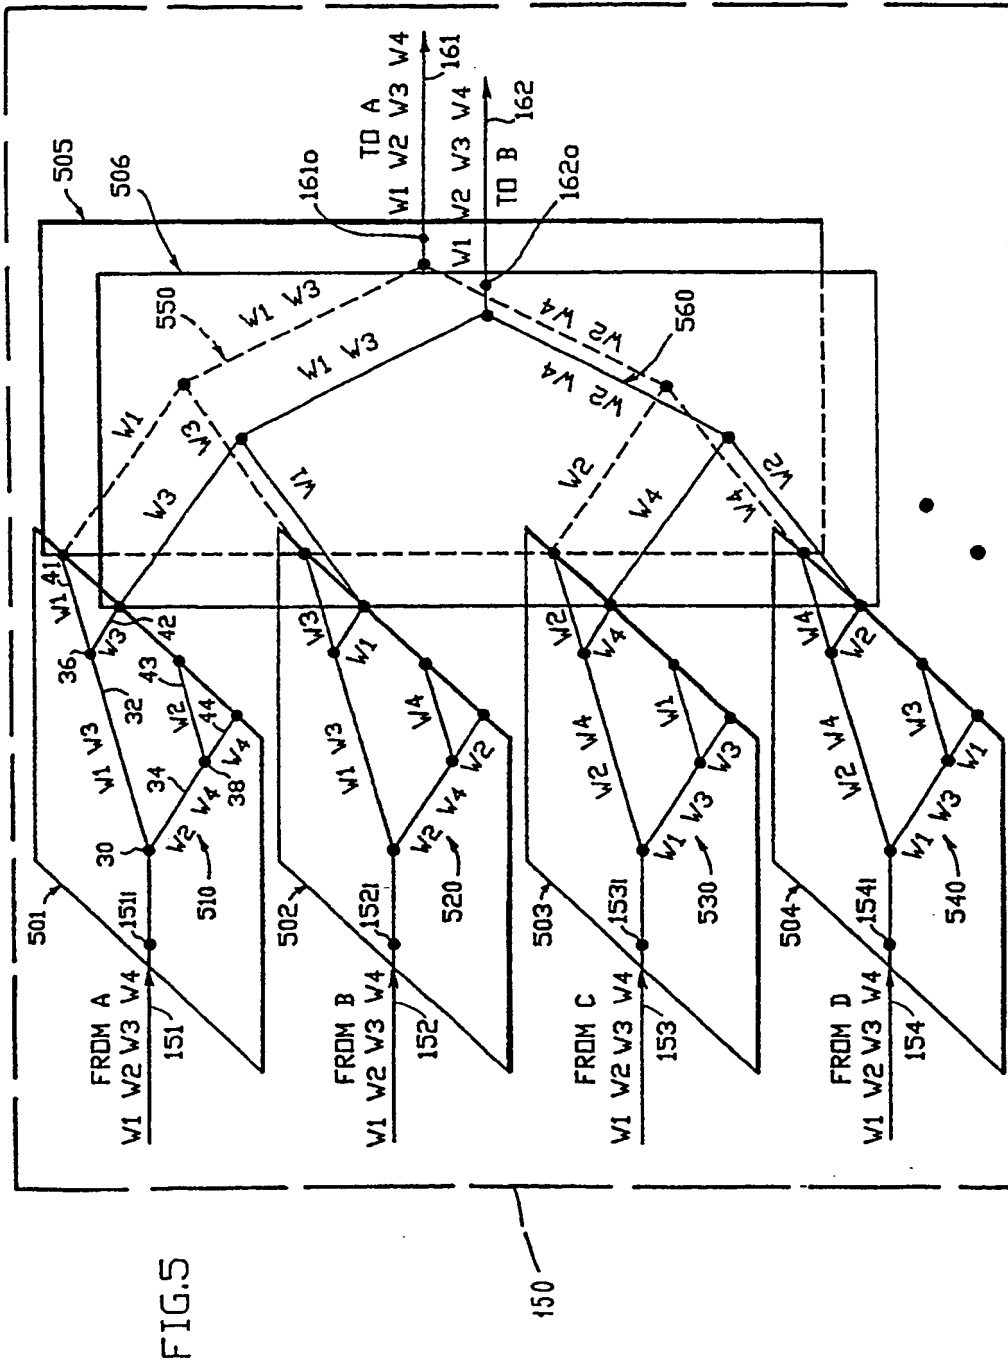 FIG.5
150
FROM A
W1 W2 W3 W4
151
151I
501
30
W1 W3
32
34
W2 W4
510
36
38
W1
41
W3
42
43
W2
44
W4
FROM B
W1 W2 W3 W4
152
152I
502
W1 W3
W2 W4
520
W3
W1
W4
W2
FROM C
W1 W2 W3 W4
153
153I
503
W2 W4
W1 W3
530
W2
W4
W1
W3
FROM D
W1 W2 W3 W4
154
154I
504
W2 W4
W1 W3
540
W4
W2
W3
W1
505
506
550
560
W1
W3
W3
W1
W2
W4
W4
W2
W1 W3
W1 W3
W2 W4
W2 W4
161o
162o
TO A
W1 W2 W3 W4
161
W1 W2 W3 W4
162
TO B